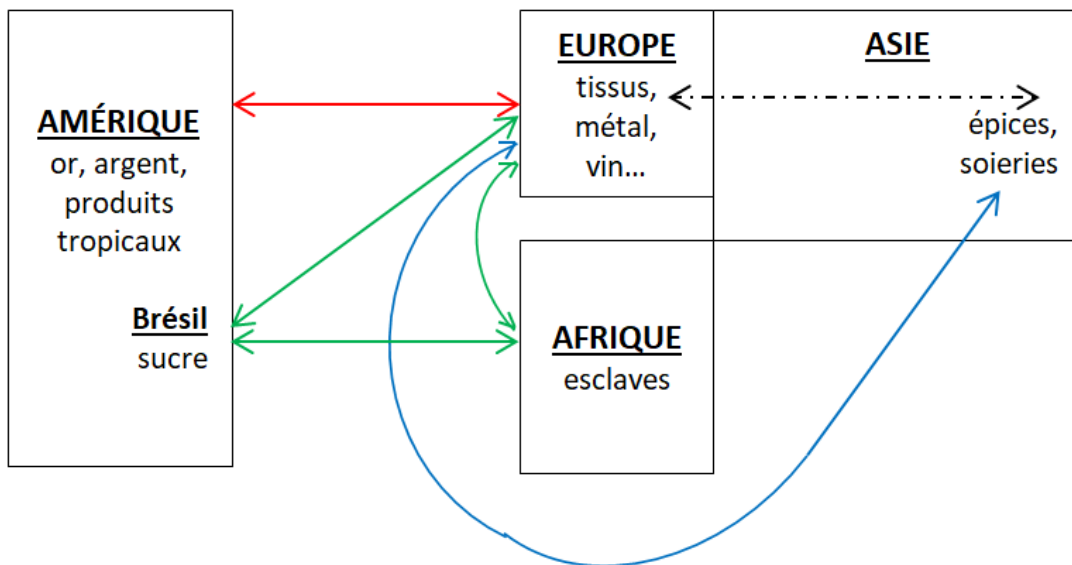 AMÉRIQUE
or, argent,
produits
tropicaux
Brésil
sucre
EUROPE
tissus,
métal,
vin...
ASIE
épices,
soieries
AFRIQUE
esclaves